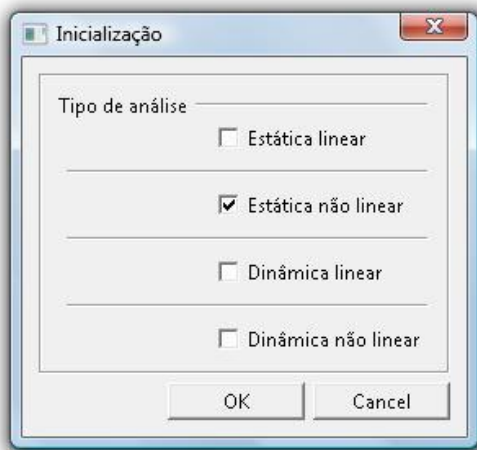 Inicialização
Tipo de análise
Estática linear
Estática não linear
Dinâmica linear
Dinâmica não linear
OK
Cancel